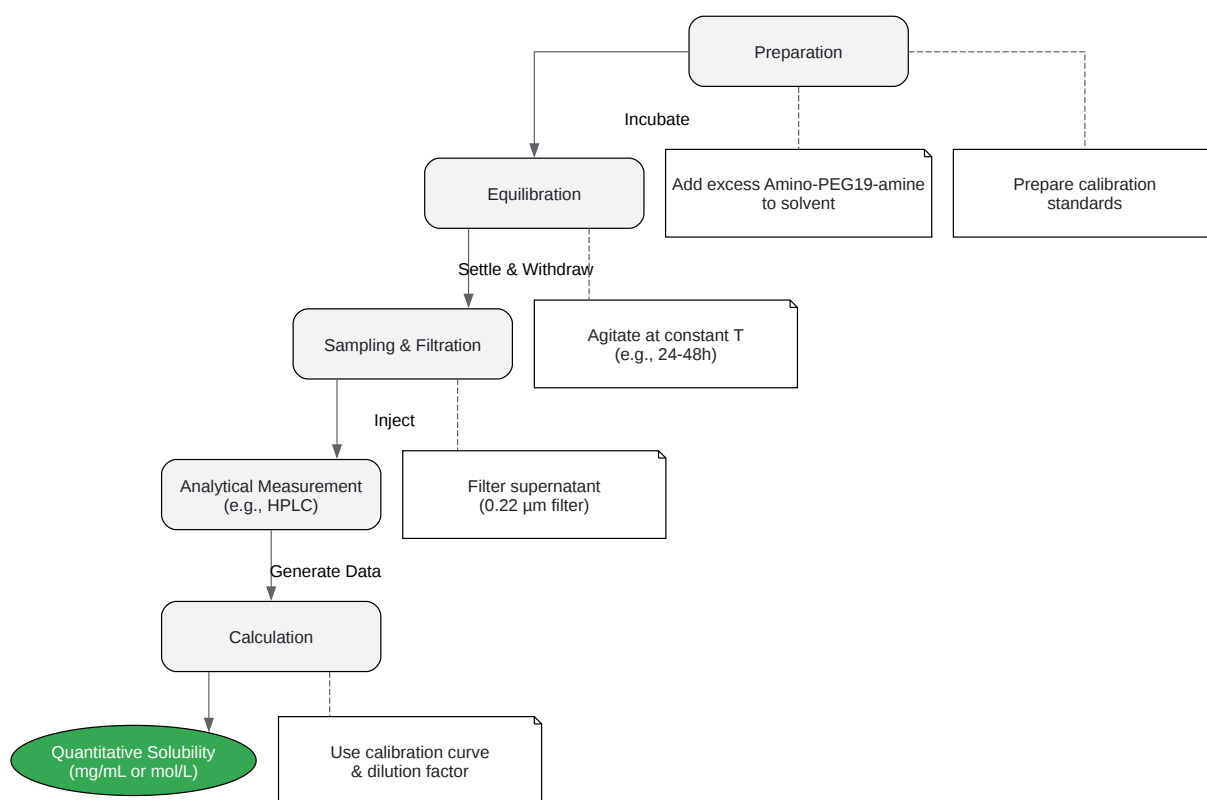 Preparation
Incubate
Add excess Amino-PEG19-amine
to solvent
Prepare calibration
standards
Equilibration
Settle & Withdraw
Agitate at constant T
(e.g., 24-48h)
Sampling & Filtration
Inject
Filter supernatant
(0.22 µm filter)
Analytical Measurement
(e.g., HPLC)
Generate Data
Calculation
Quantitative Solubility
(mg/mL or mol/L)
Use calibration curve
& dilution factor